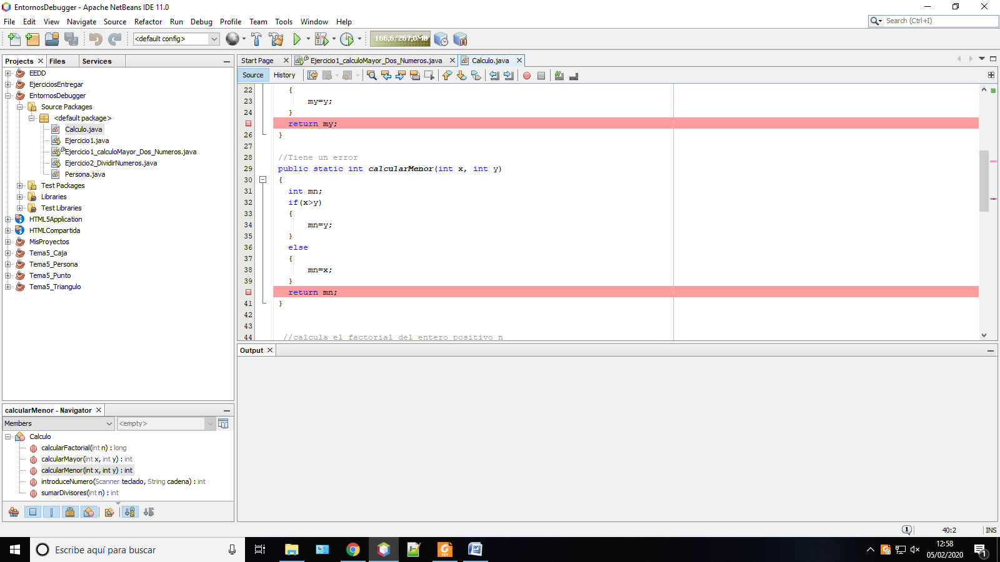 EntornosDebugger - Apache NetBeans IDE 11.0
File Edit View Navigate Source Refactor Run Debug Profile Team Tools Window Help
Search (Ctrl+I)
<default config>
166,6/267,0MB
Projects Files Services
EEDD
EjerciciosEntregar
EntornosDebugger
Source Packages
<default package>
Calculo.java
Ejercicio1.java
Ejercicio1_calculoMayor_Dos_Numeros.java
Ejercicio2_DividirNumeros.java
Persona.java
Test Packages
Libraries
Test Libraries
HTML5Application
HTMLCompartida
MisProyectos
Tema5_Caja
Tema5_Persona
Tema5_Punto
Tema5_Triangulo
calcularMenor - Navigator
Members <empty>
Calculo
calcularFactorial(int n) : long
calcularMayor(int x, int y) : int
calcularMenor(int x, int y) : int
introduceNumero(Scanner teclado, String cadena) : int
sumarDivisores(int n) : int
Start Page Ejercicio1_calculoMayor_Dos_Numeros.java Calculo.java
Source History
22 {
23 my=y;
24 }
return my;
26 }
27
28 //Tiene un error
29 public static int calcularMenor(int x, int y)
30 {
31 int mn;
32 if(x>y)
33 {
34 mn=y;
35 }
36 else
37 {
38 mn=x;
39 }
return mn;
41 }
42
43
44 //calcula el factorial del entero positivo n
Output
1 40:2 INS
Escribe aquí para buscar
12:58
05/02/2020
1